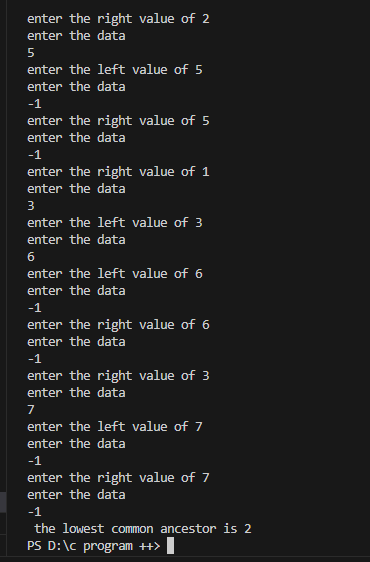 enter the right value of 2
enter the data
5
enter the left value of 5
enter the data
-1
enter the right value of 5
enter the data
-1
enter the right value of 1
enter the data
3
enter the left value of 3
enter the data
6
enter the left value of 6
enter the data
-1
enter the right value of 6
enter the data
-1
enter the right value of 3
enter the data
7
enter the left value of 7
enter the data
-1
enter the right value of 7
enter the data
-1
 the lowest common ancestor is 2
PS D:\c program ++>